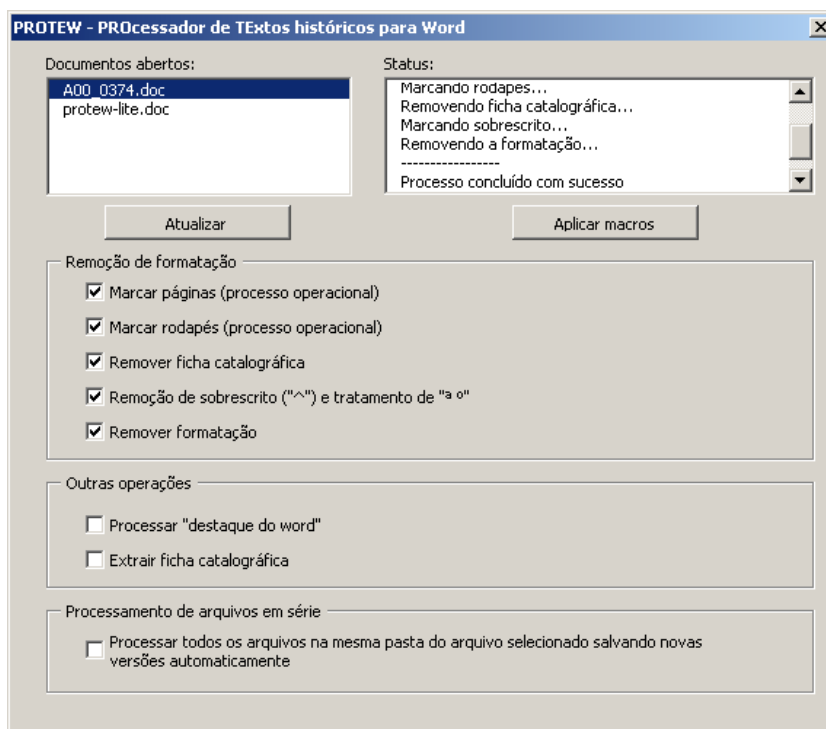 PROTEW - PROcessador de TExtos históricos para Word
Documentos abertos:
A00_0374.doc
protew-lite.doc
Status:
Marcando rodapes...
Removendo ficha catalográfica...
Marcando sobrescrito...
Removendo a formatação...
-----------------
Processo concluído com sucesso
Atualizar
Aplicar macros
Remoção de formatação
Marcar páginas (processo operacional)
Marcar rodapés (processo operacional)
Remover ficha catalográfica
Remoção de sobrescrito ("^") e tratamento de "ª º"
Remover formatação
Outras operações
Processar "destaque do word"
Extrair ficha catalográfica
Processamento de arquivos em série
Processar todos os arquivos na mesma pasta do arquivo selecionado salvando novas
versões automaticamente